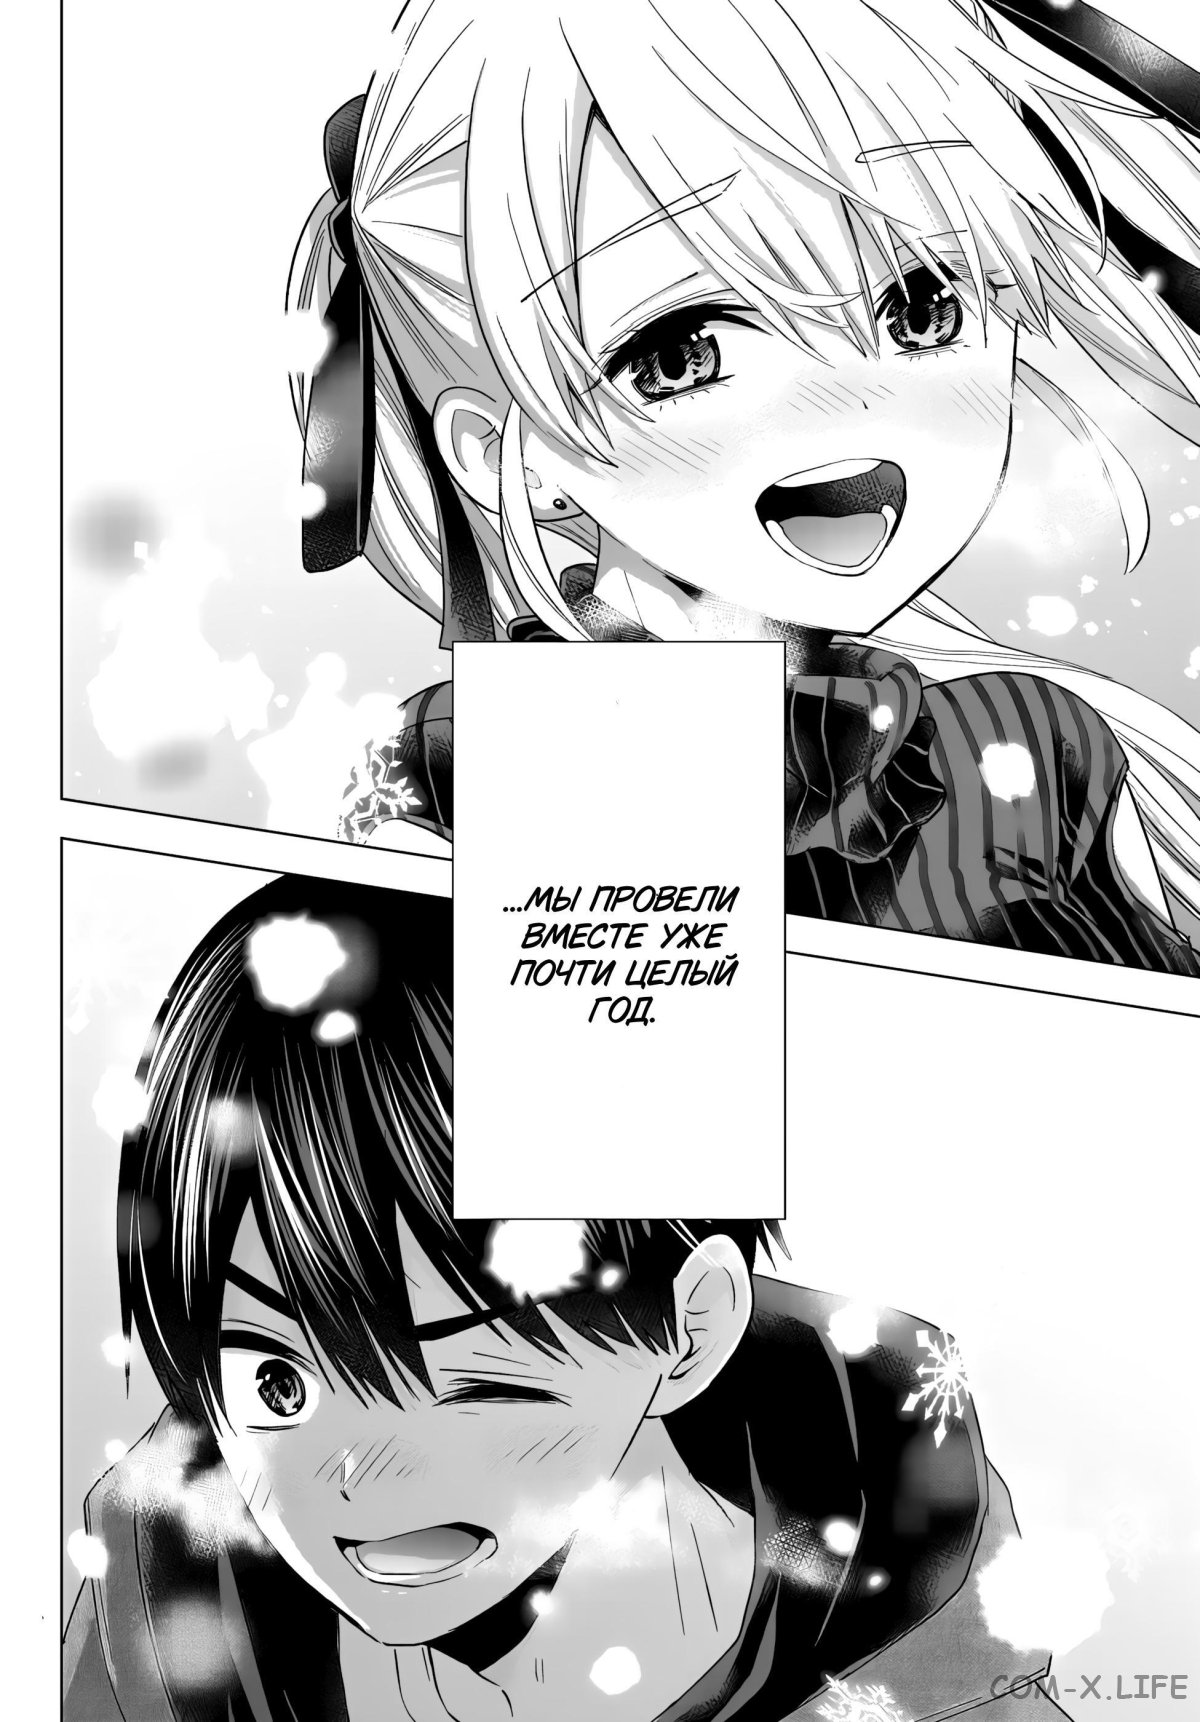 ...МЫ ПРОВЕЛИ
ВМЕСТЕ УЖЕ
ПОЧТИ ЦЕЛЫЙ
ГОД.
COM-X.LIFE